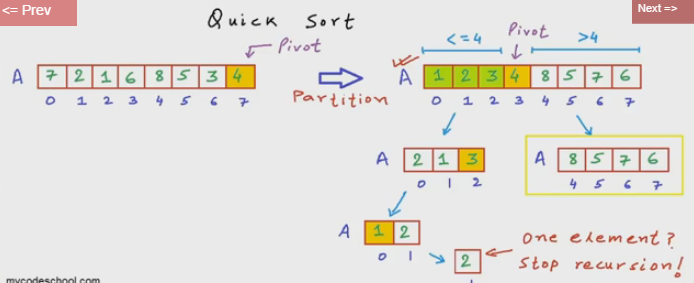 <= Prev
Next =>
Quick Sort
Pivot
<=4
Pivot
>4
A 7 2 1 6 8 5 3 4
0 1 2 3 4 5 6 7
Partition
A 1 2 3 4 8 5 7 6
0 1 2 3 4 5 6 7
A 2 1 3
0 1 2
A 8 5 7 6
4 5 6 7
A 1 2
0 1
2
One element?
Stop recursion!
mycodeschool.com